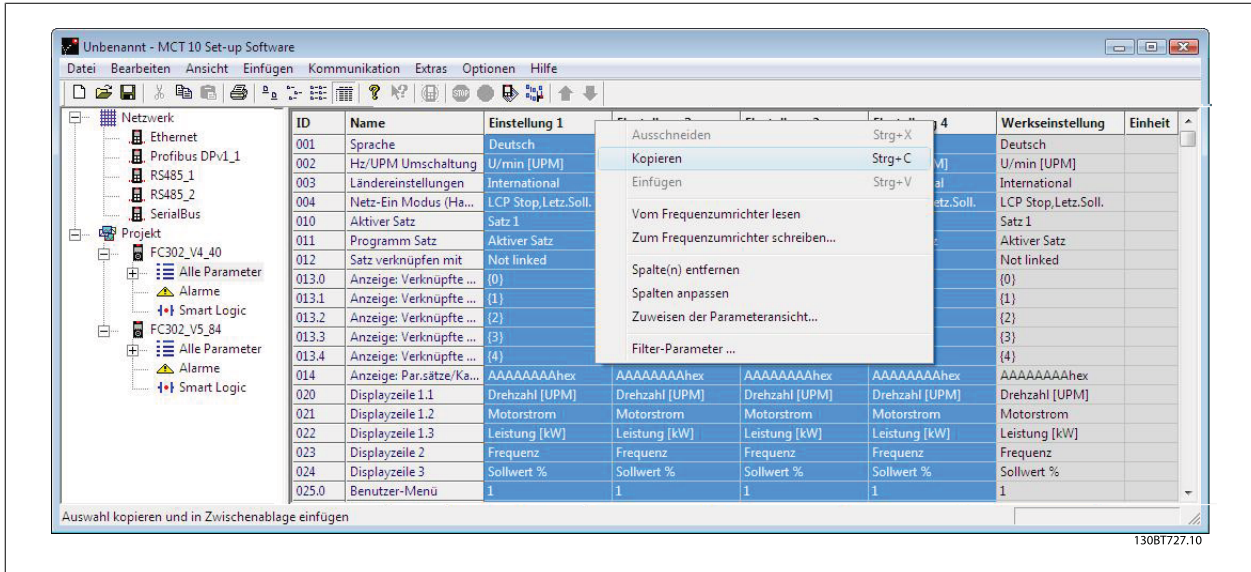 Unbenannt - MCT 10 Set-up Software
Datei Bearbeiten Ansicht Einfügen Kommunikation Extras Optionen Hilfe
STOP
Netzwerk
Ethernet
Profibus DPv1_1
RS485_1
RS485_2
SerialBus
Projekt
FC302_V4_40
Alle Parameter
Alarme
Smart Logic
FC302_V5_84
Alle Parameter
Alarme
Smart Logic
ID Name Einstellung 1 4 Werkseinstellung Einheit
001 Sprache Deutsch Deutsch
002 Hz/UPM Umschaltung U/min [UPM] M] U/min [UPM]
003 Ländereinstellungen International al International
004 Netz-Ein Modus (Ha... LCP Stop,Letz.Soll. etz.Soll. LCP Stop,Letz.Soll.
010 Aktiver Satz Satz 1 Satz 1
011 Programm Satz Aktiver Satz Aktiver Satz
012 Satz verknüpfen mit Not linked Not linked
013.0 Anzeige: Verknüpfte ... {0} {0}
013.1 Anzeige: Verknüpfte ... {1} {1}
013.2 Anzeige: Verknüpfte ... {2} {2}
013.3 Anzeige: Verknüpfte ... {3} {3}
013.4 Anzeige: Verknüpfte ... {4} {4}
014 Anzeige: Par.sätze/Ka... AAAAAAAAhex AAAAAAAAhex AAAAAAAAhex AAAAAAAAhex AAAAAAAAhex
020 Displayzeile 1.1 Drehzahl [UPM] Drehzahl [UPM] Drehzahl [UPM] Drehzahl [UPM] Drehzahl [UPM]
021 Displayzeile 1.2 Motorstrom Motorstrom Motorstrom Motorstrom Motorstrom
022 Displayzeile 1.3 Leistung [kW] Leistung [kW] Leistung [kW] Leistung [kW] Leistung [kW]
023 Displayzeile 2 Frequenz Frequenz Frequenz Frequenz Frequenz
024 Displayzeile 3 Sollwert % Sollwert % Sollwert % Sollwert % Sollwert %
025.0 Benutzer-Menü 1 1 1 1 1
Ausschneiden Strg+X
Kopieren Strg+C
Einfügen Strg+V
Vom Frequenzumrichter lesen
Zum Frequenzumrichter schreiben...
Spalte(n) entfernen
Spalten anpassen
Zuweisen der Parameteransicht...
Filter-Parameter ...
Auswahl kopieren und in Zwischenablage einfügen
130BT727.10